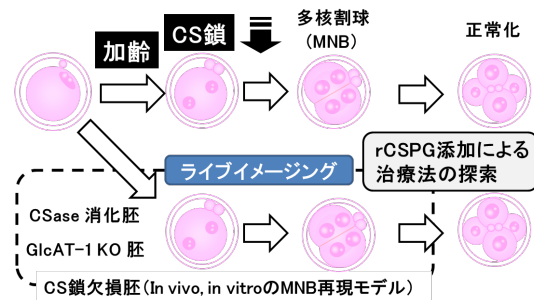 加齢
CS鎖
多核割球
(MNB)
正常化
ライブイメージング
rCSPG添加による
治療法の探索
CSase 消化胚
GlcAT-1 KO 胚
CS鎖欠損胚(In vivo, in vitroのMNB再現モデル)